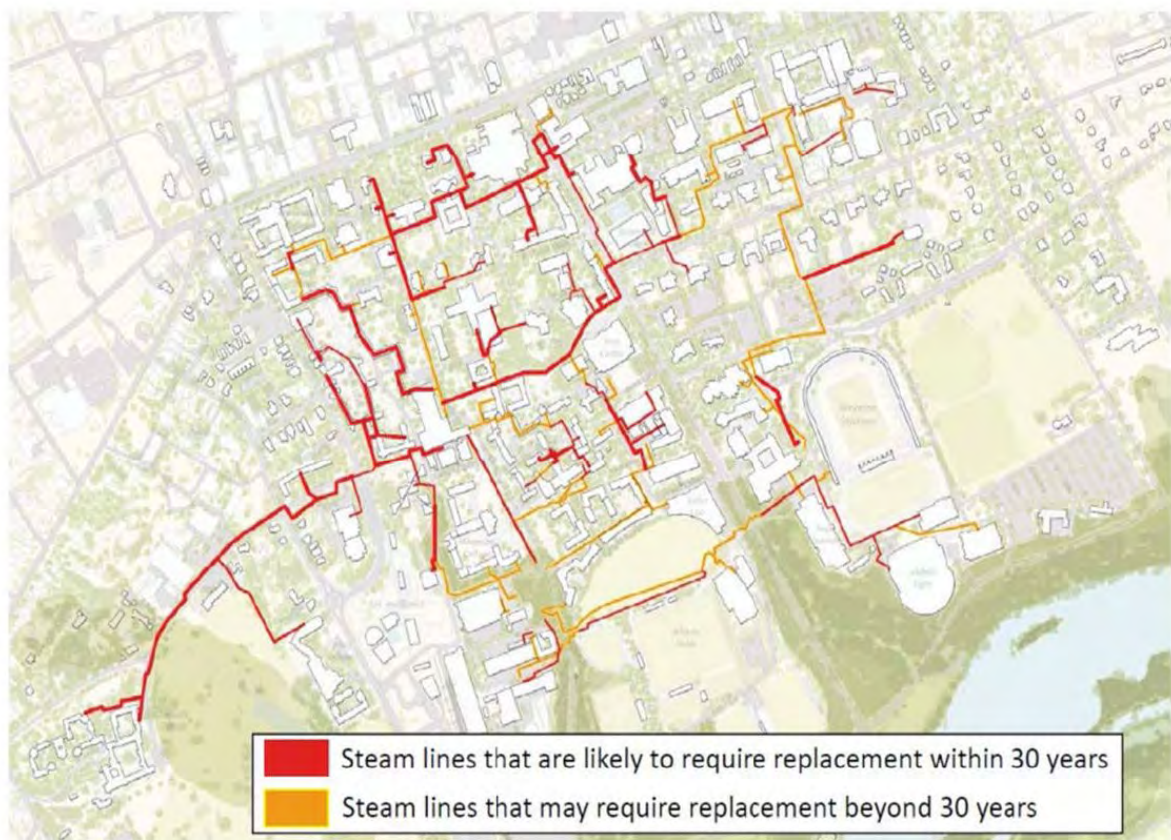 Steam lines that are likely to require replacement within 30 years
Steam lines that may require replacement beyond 30 years